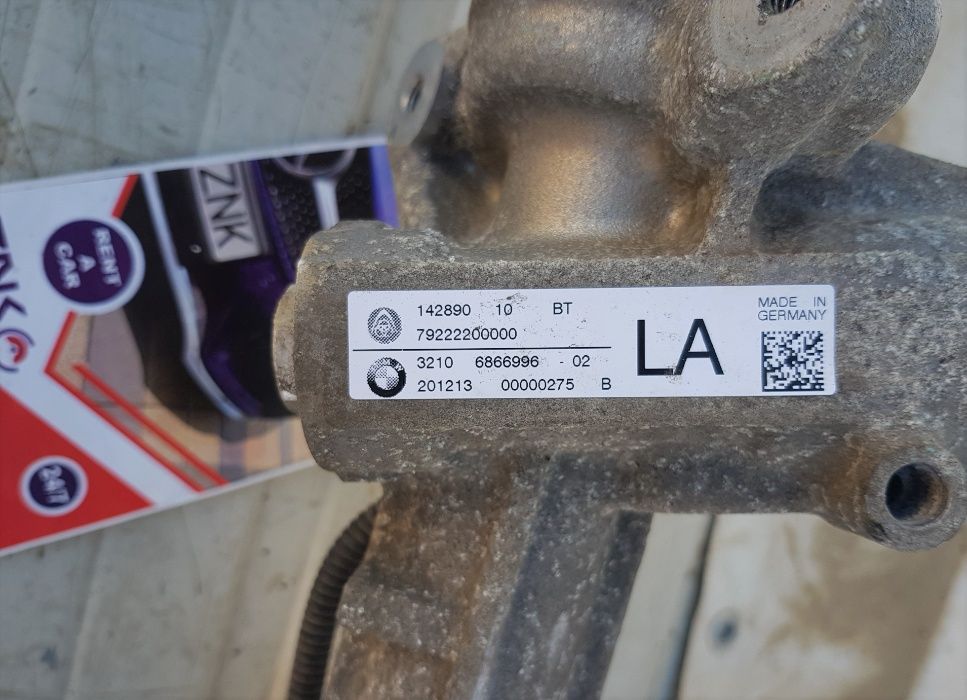 142890 10 BT
79222200000
3210 6866996 - 02
201213 00000275 B
LA
MADE IN
GERMANY
ZNK
RENT
A
CAR
24/7